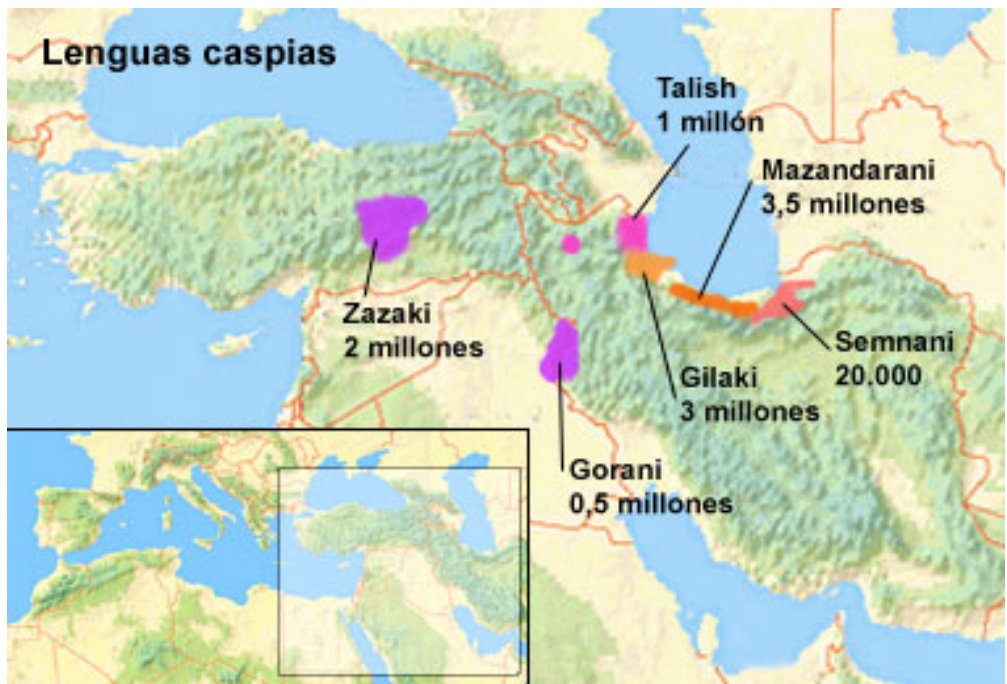 Lenguas caspias
Talish
1 millón
Mazandarani
3,5 millones
Zazaki
2 millones
Semnani
20.000
Gilaki
3 millones
Gorani
0,5 millones